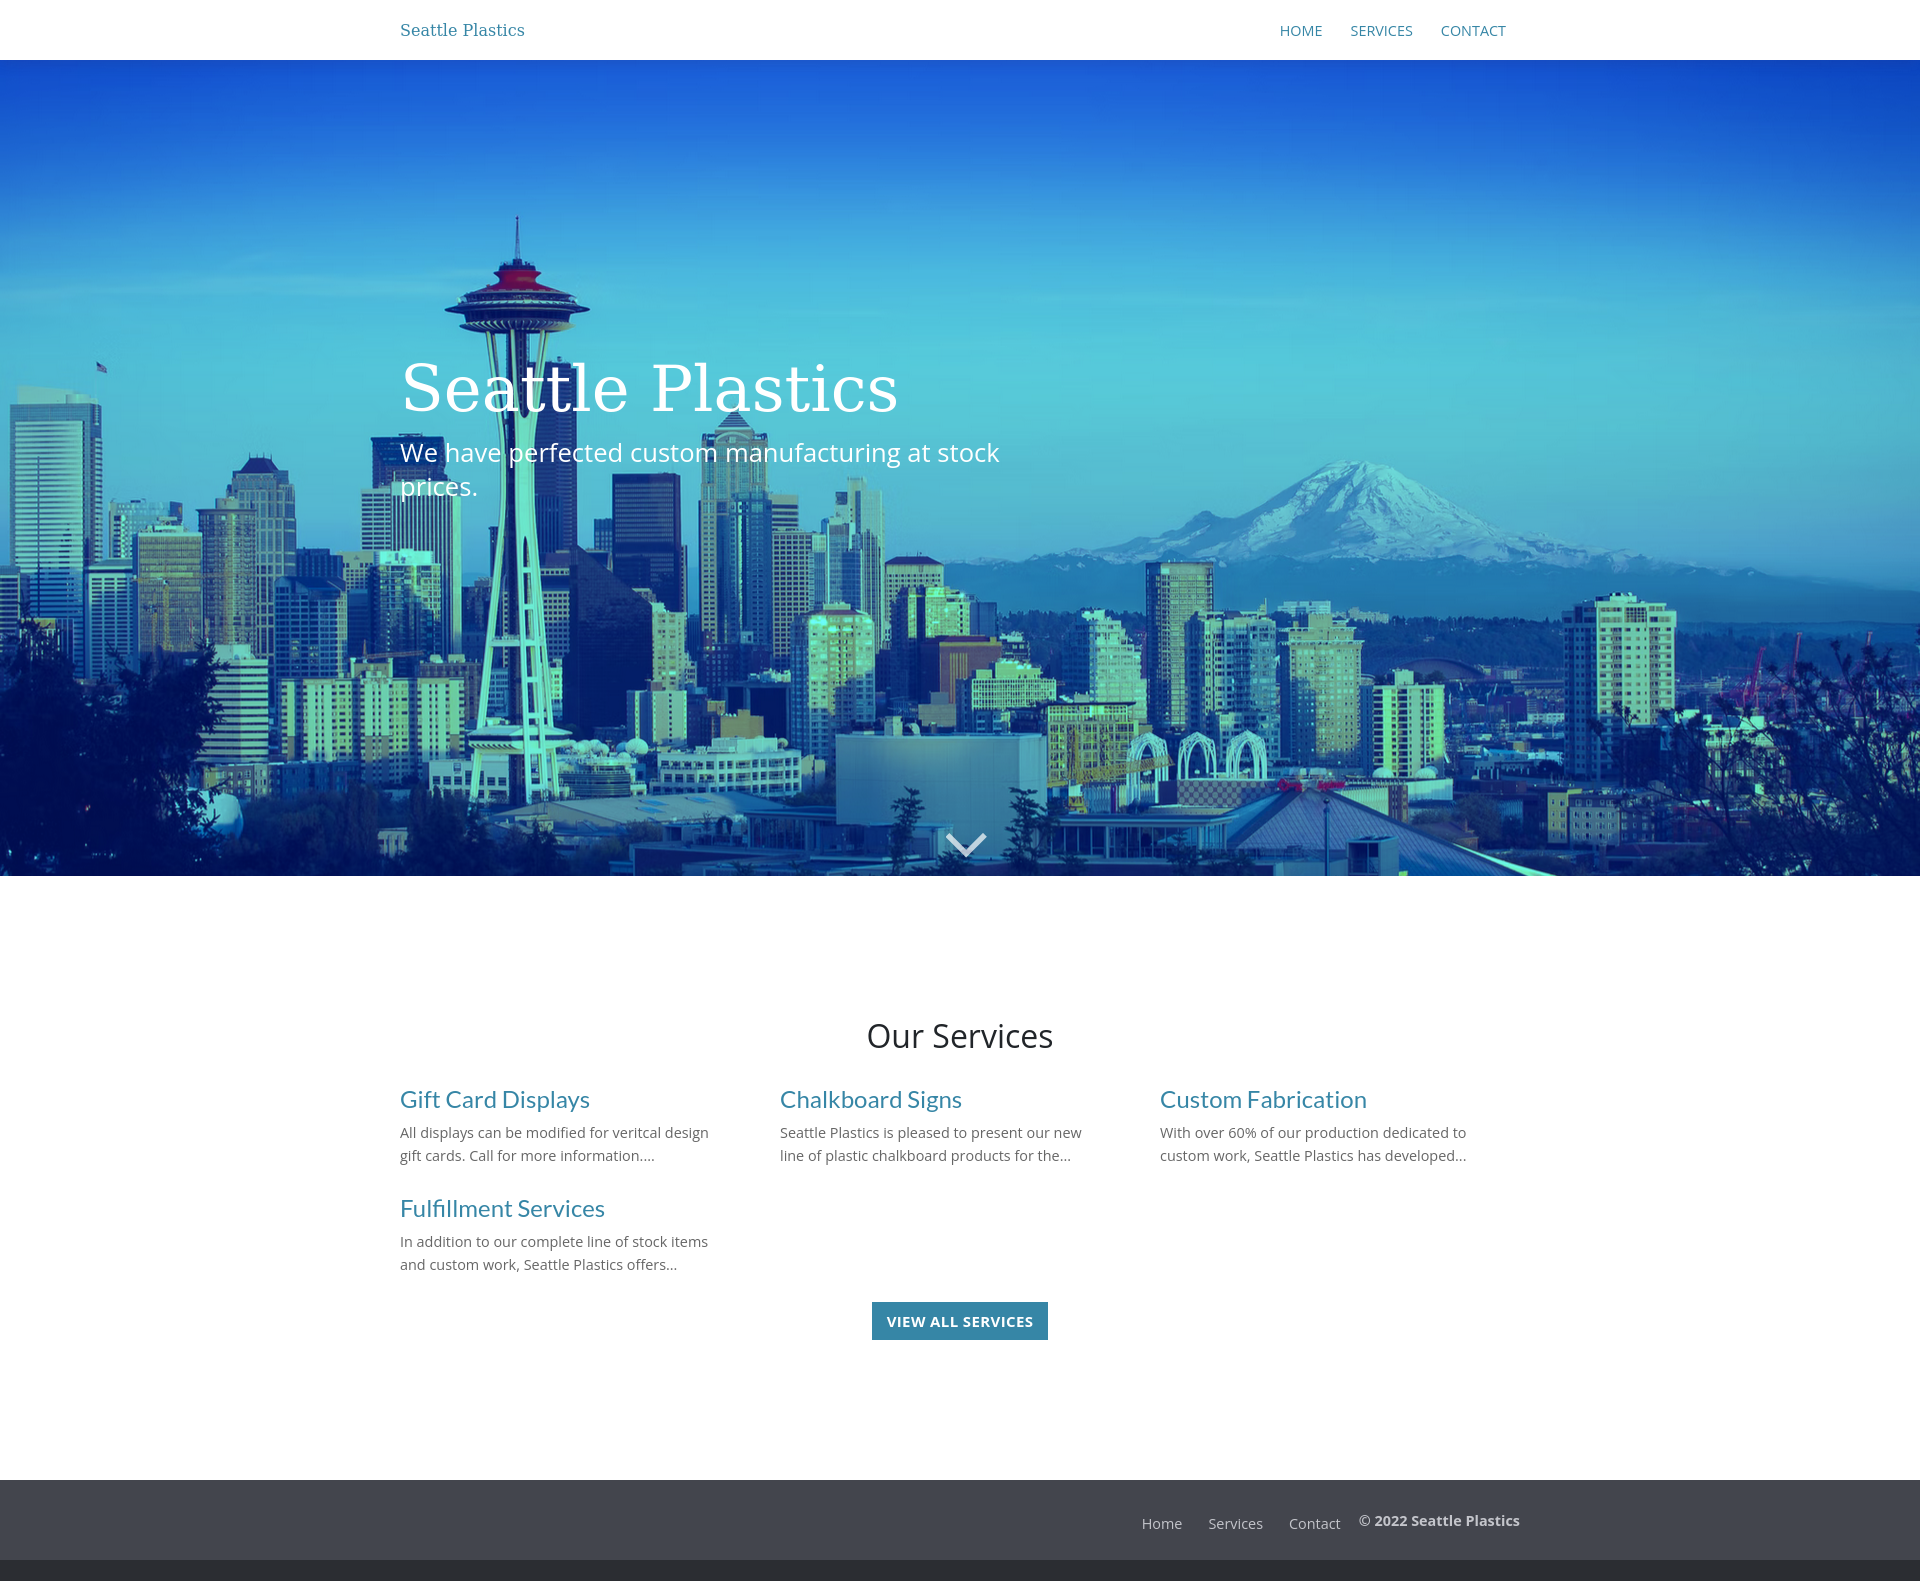 Seattle Plastics
HOME
SERVICES
CONTACT
Seattle Plastics
We have perfected custom manufacturing at stock
prices.
Our Services
Gift Card Displays
All displays can be modified for veritcal design
gift cards. Call for more information....
Chalkboard Signs
Seattle Plastics is pleased to present our new
line of plastic chalkboard products for the...
Custom Fabrication
With over 60% of our production dedicated to
custom work, Seattle Plastics has developed...
Fulfillment Services
In addition to our complete line of stock items
and custom work, Seattle Plastics offers...
VIEW ALL SERVICES
Home
Services
Contact
© 2022 Seattle Plastics